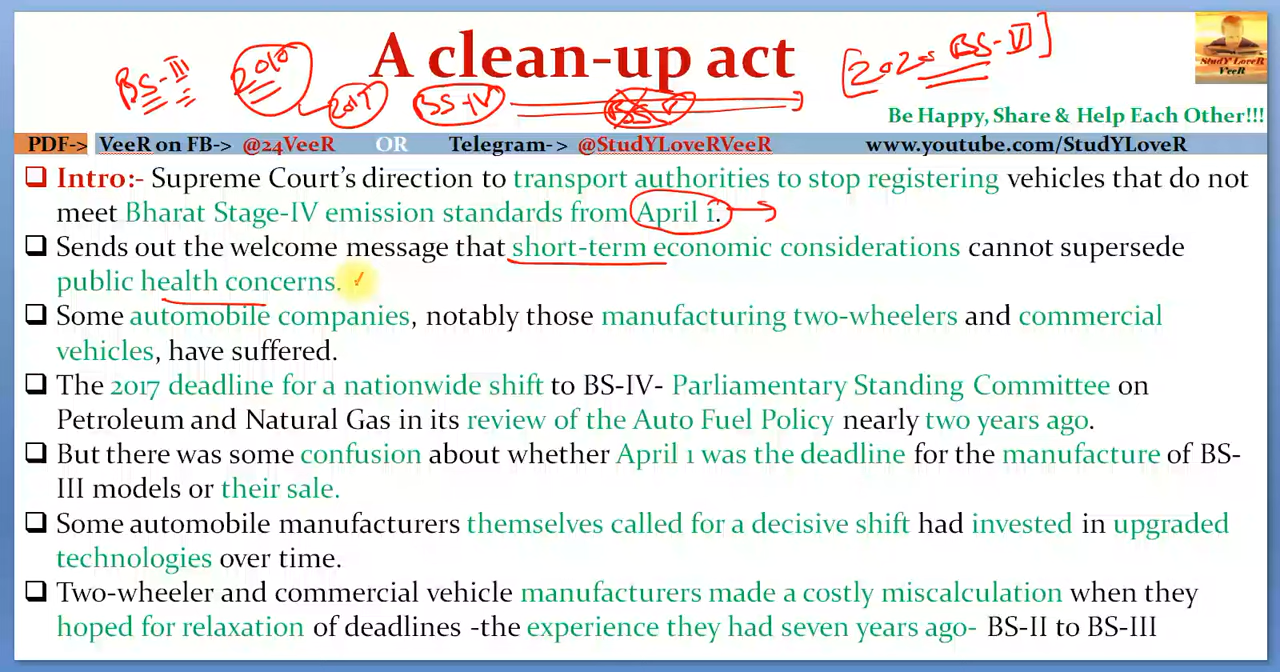 BS-III 2010 2017 BS-IV BS-V [2020 BS-VI]
A clean-up act
StudY LoveR
VeeR
Be Happy, Share & Help Each Other!!!
PDF-> VeeR on FB-> @24VeeR OR Telegram-> @StudYLoveRVeeR www.youtube.com/StudYLoveR
Intro:- Supreme Court's direction to transport authorities to stop registering vehicles that do not
meet Bharat Stage-IV emission standards from April 1.
Sends out the welcome message that short-term economic considerations cannot supersede
public health concerns.
Some automobile companies, notably those manufacturing two-wheelers and commercial
vehicles, have suffered.
The 2017 deadline for a nationwide shift to BS-IV- Parliamentary Standing Committee on
Petroleum and Natural Gas in its review of the Auto Fuel Policy nearly two years ago.
But there was some confusion about whether April 1 was the deadline for the manufacture of BS-
III models or their sale.
Some automobile manufacturers themselves called for a decisive shift had invested in upgraded
technologies over time.
Two-wheeler and commercial vehicle manufacturers made a costly miscalculation when they
hoped for relaxation of deadlines -the experience they had seven years ago- BS-II to BS-III